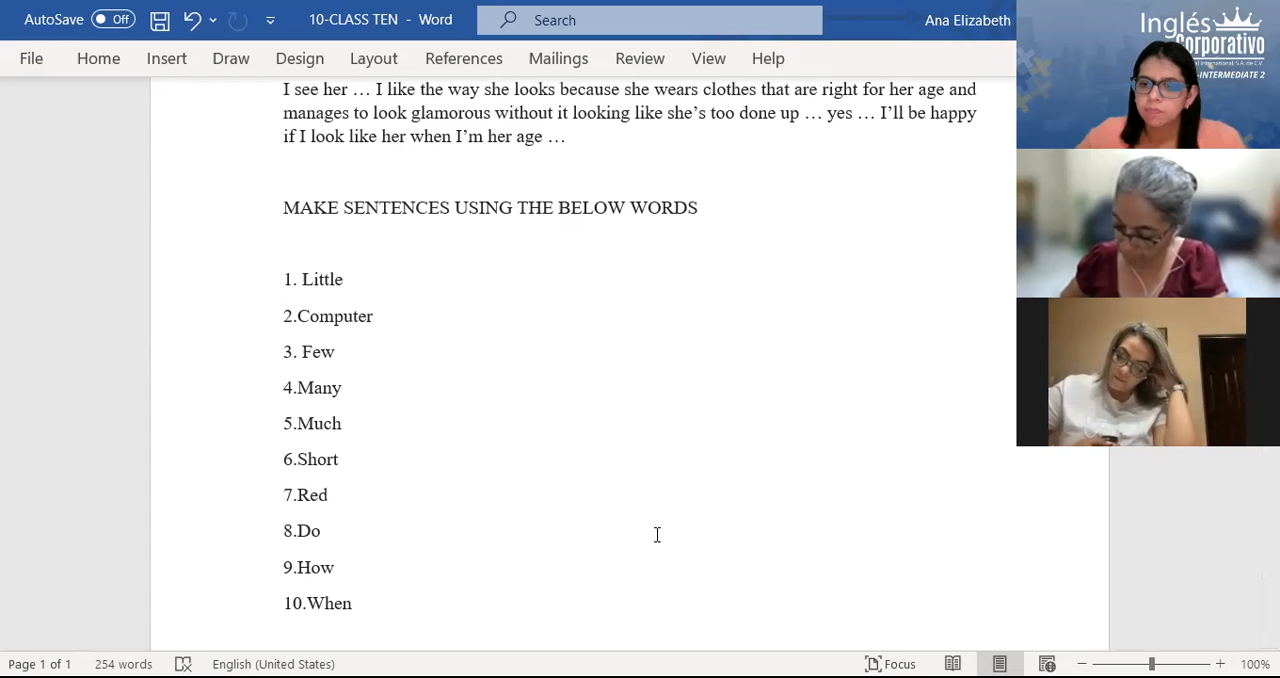 AutoSave Off 10-CLASS TEN - Word Search Ana Elizabeth
File Home Insert Draw Design Layout References Mailings Review View Help
Inglés
Corporativo
-INTERMEDIATE 2
I see her … I like the way she looks because she wears clothes that are right for her age and
manages to look glamorous without it looking like she’s too done up … yes … I’ll be happy
if I look like her when I’m her age …
MAKE SENTENCES USING THE BELOW WORDS
1. Little
2.Computer
3. Few
4.Many
5.Much
6.Short
7.Red
8.Do
9.How
10.When
Page 1 of 1 254 words English (United States) Focus 100%